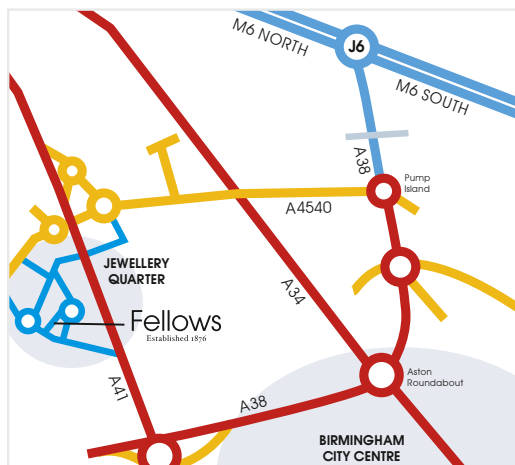 M6 NORTH
J6
M6 SOUTH
A38
Pump
Island
A4540
JEWELLERY
QUARTER
A34
Fellows
Established 1876
A41
A38
Aston
Roundabout
BIRMINGHAM
CITY CENTRE